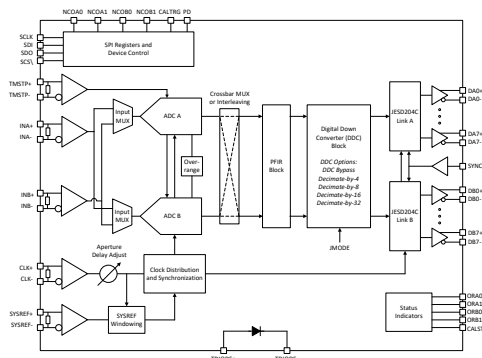 NCOA0 NCOA1 NCOB0 NCOB1 CALTRG PD
SCLK
SDI
SDO
SCS\
SPI Registers and
Device Control
TMSTP+
TMSTP-
INA+
INA-
Input
MUX
ADC A
Crossbar MUX
or Interleaving
Over-
range
PFIR
Block
Digital Down
Converter (DDC)
Block
DDC Options:
DDC Bypass
Decimate-by-4
Decimate-by-8
Decimate-by-16
Decimate-by-32
JMODE
JESD204C
Link A
DA0+
DA0-
DA7+
DA7-
INB+
INB-
Input
MUX
ADC B
JESD204C
Link B
DB0+
DB0-
DB7+
DB7-
CLK+
CLK-
Aperture
Delay Adjust
Clock Distribution
and Synchronization
SYSREF+
SYSREF-
SYSREF
Windowing
Status
Indicators
ORA0
ORA1
ORB0
ORB1